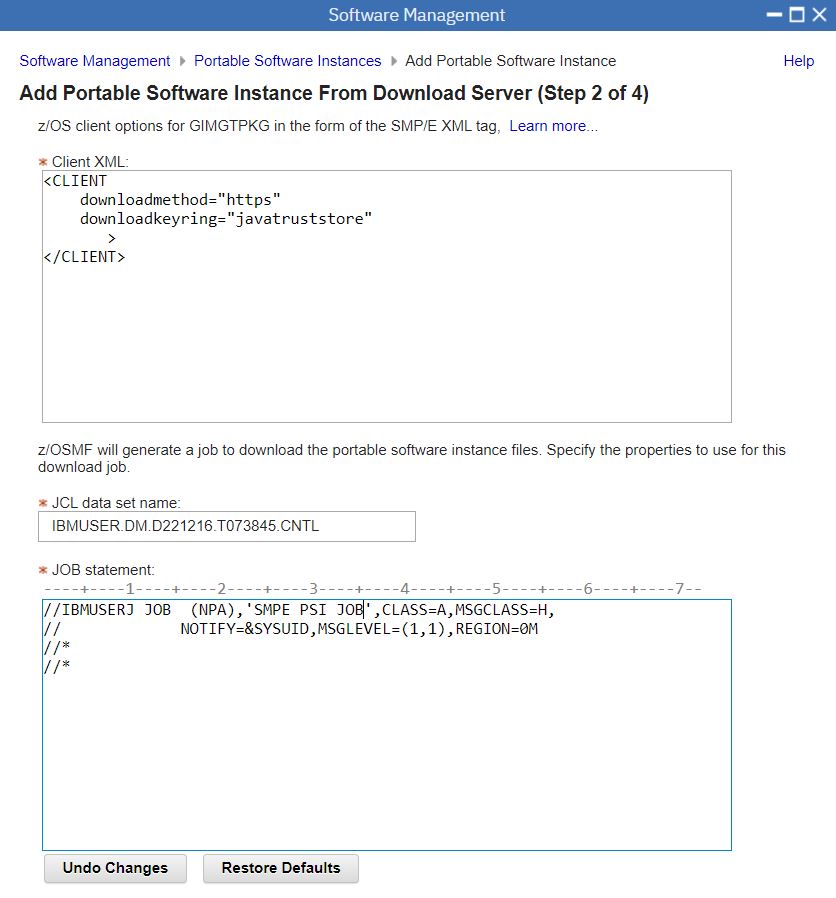 Software Management
Software Management Portable Software Instances Add Portable Software Instance Help
Add Portable Software Instance From Download Server (Step 2 of 4)
z/OS client options for GIMGTPKG in the form of the SMP/E XML tag, Learn more...
* Client XML:
<CLIENT
    downloadmethod="https"
    downloadkeyring="javatruststore"
       >
</CLIENT>
z/OSMF will generate a job to download the portable software instance files. Specify the properties to use for this
download job.
* JCL data set name:
IBMUSER.DM.D221216.T073845.CNTL
* JOB statement:
----+----1----+----2----+----3----+----4----+----5----+----6----+----7--
//IBMUSERJ JOB  (NPA),'SMPE PSI JOB',CLASS=A,MSGCLASS=H,
//             NOTIFY=&SYSUID,MSGLEVEL=(1,1),REGION=0M
//*
//*
Undo Changes Restore Defaults